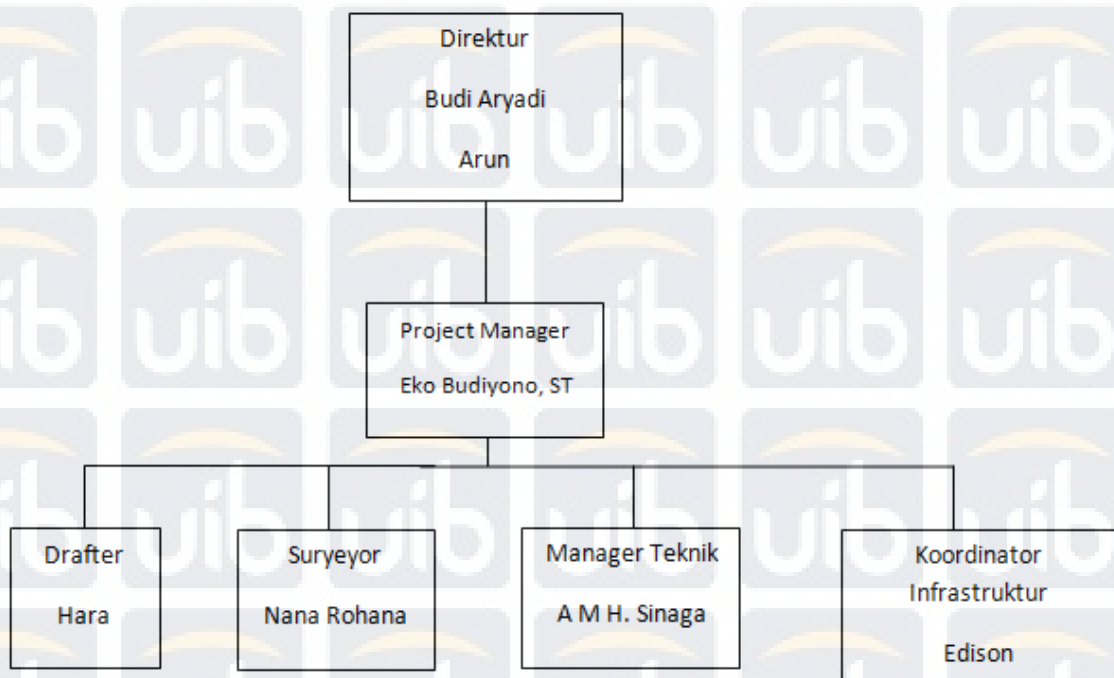 Direktur
Budi Aryadi
Arun
Project Manager
Eko Budiyono, ST
Drafter
Hara
Suryeyor
Nana Rohana
Manager Teknik
A M H. Sinaga
Koordinator
Infrastruktur
Edison
uib